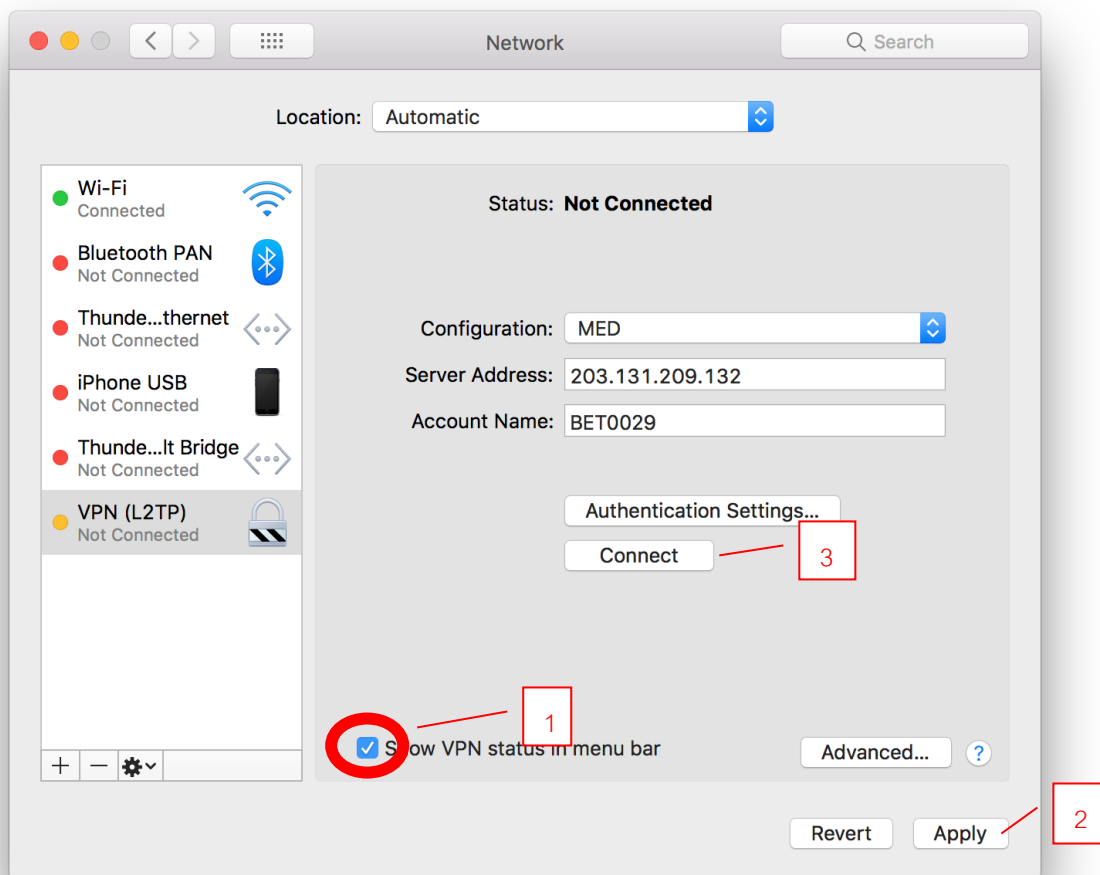 Network
Search
Location: Automatic
Wi-Fi
Connected
Bluetooth PAN
Not Connected
Thunde...thernet
Not Connected
iPhone USB
Not Connected
Thunde...lt Bridge
Not Connected
VPN (L2TP)
Not Connected
Status: Not Connected
Configuration: MED
Server Address: 203.131.209.132
Account Name: BET0029
Authentication Settings...
Connect
3
1
Show VPN status in menu bar
Advanced... ?
Revert Apply
2